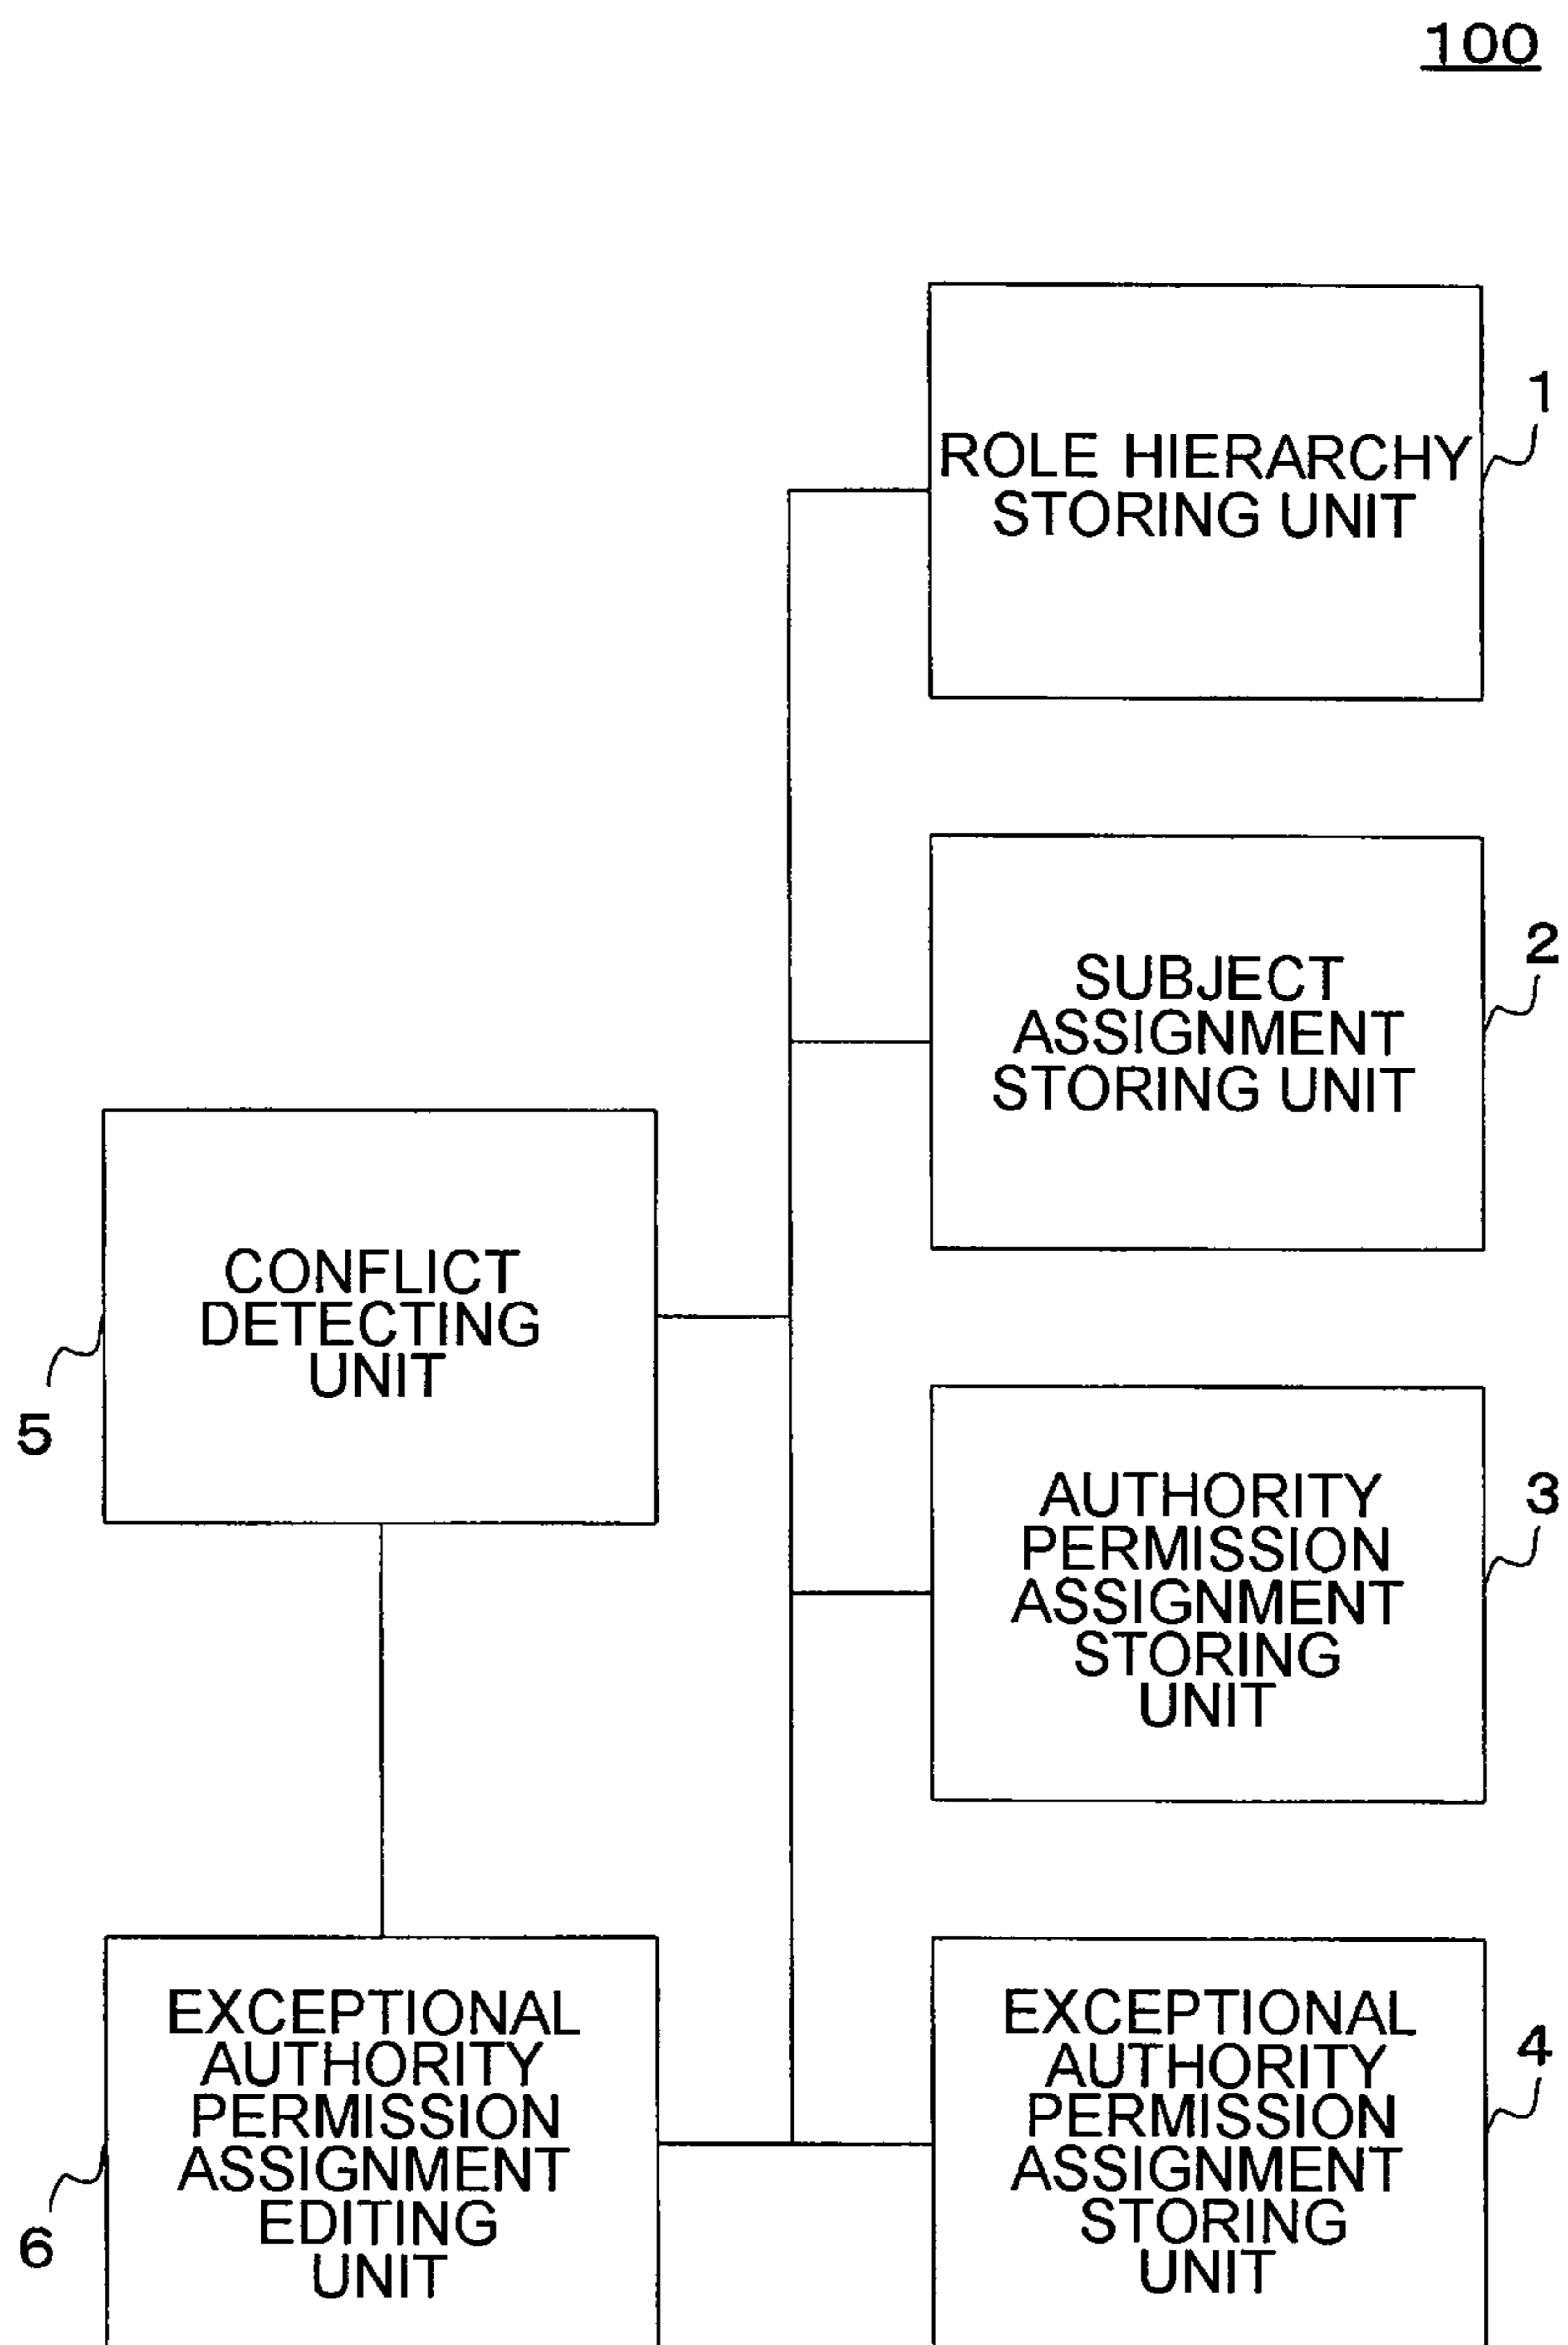 100
ROLE HIERARCHY
STORING UNIT
1
SUBJECT
ASSIGNMENT
STORING UNIT
2
CONFLICT
DETECTING
UNIT
5
AUTHORITY
PERMISSION
ASSIGNMENT
STORING
UNIT
3
EXCEPTIONAL
AUTHORITY
PERMISSION
ASSIGNMENT
EDITING
UNIT
6
EXCEPTIONAL
AUTHORITY
PERMISSION
ASSIGNMENT
STORING
UNIT
4